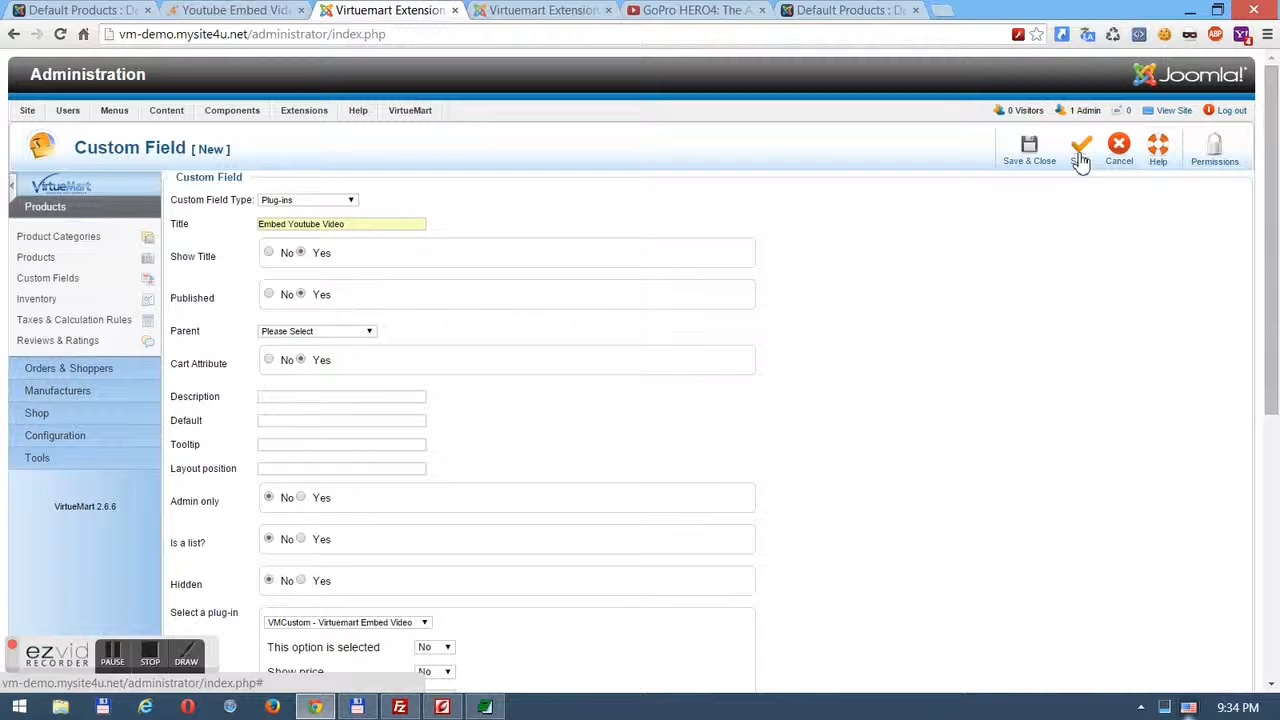 Default Products : De
Youtube Embed Vid
Virtuemart Extension
Virtuemart Extension
GoPro HERO4: The A
Default Products : De
vm-demo.mysite4u.net/administrator/index.php
Administration
Joomla!
Site Users Menus Content Components Extensions Help VirtueMart
0 Visitors 1 Admin 0 View Site Log out
Custom Field [ New ]
Save & Close Cancel Help Permissions
VirtueMart
Products
Product Categories
Products
Custom Fields
Inventory
Taxes & Calculation Rules
Reviews & Ratings
Orders & Shoppers
Manufacturers
Shop
Configuration
Tools
VirtueMart 2.6.6
Custom Field
Custom Field Type: Plug-ins
Title Embed Youtube Video
Show Title No Yes
Published No Yes
Parent Please Select
Cart Attribute No Yes
Description
Default
Tooltip
Layout position
Admin only No Yes
Is a list? No Yes
Hidden No Yes
Select a plug-in
VMCustom - Virtuemart Embed Video
This option is selected No
Show price No
ezvid
RECORDER
PAUSE STOP DRAW
vm-demo.mysite4u.net/administrator/index.php#
9:34 PM